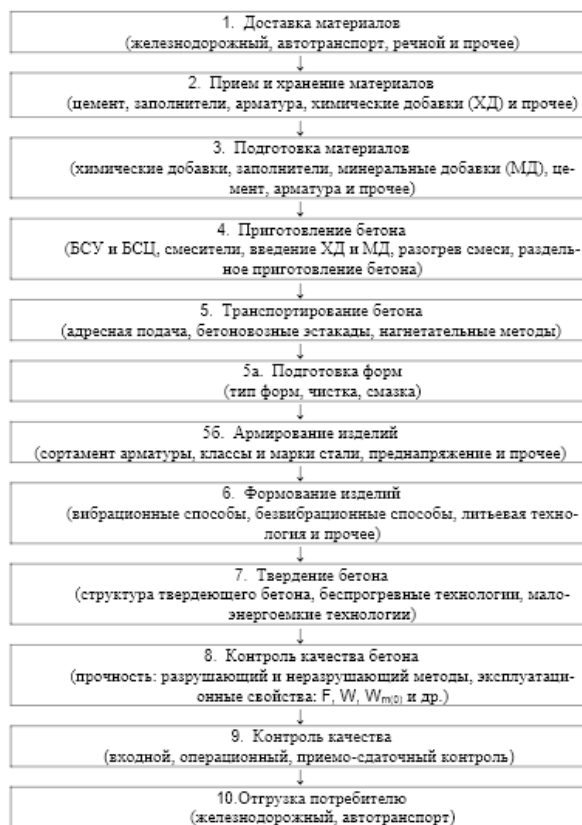 1. Доставка материалов
(железнодорожный, автотранспорт, речной и прочее)
2. Прием и хранение материалов
(цемент, заполнители, арматура, химические добавки (ХД) и прочее)
3. Подготовка материалов
(химические добавки, заполнители, минеральные добавки (МД), це-
мент, арматура и прочее)
4. Приготовление бетона
(БСУ и БСЦ, смесители, введение ХД и МД, разогрев смеси, раздель-
ное приготовление бетона)
5. Транспортирование бетона
(адресная подача, бетоновозные эстакады, нагнетательные методы)
5а. Подготовка форм
(тип форм, чистка, смазка)
5б. Армирование изделий
(сортамент арматуры, классы и марки стали, преднапряжение и прочее)
6. Формование изделий
(вибрационные способы, безвибрационные способы, литьевая техно-
логия и прочее)
7. Твердение бетона
(структура твердеющего бетона, беспрогревные технологии, мало-
энергоемкие технологии)
8. Контроль качества бетона
(прочность: разрушающий и неразрушающий методы, эксплуатаци-
онные свойства: F, W, Wm(0) и др.)
9. Контроль качества
(входной, операционный, приемо-сдаточный контроль)
10.Отгрузка потребителю
(железнодорожный, автотранспорт)